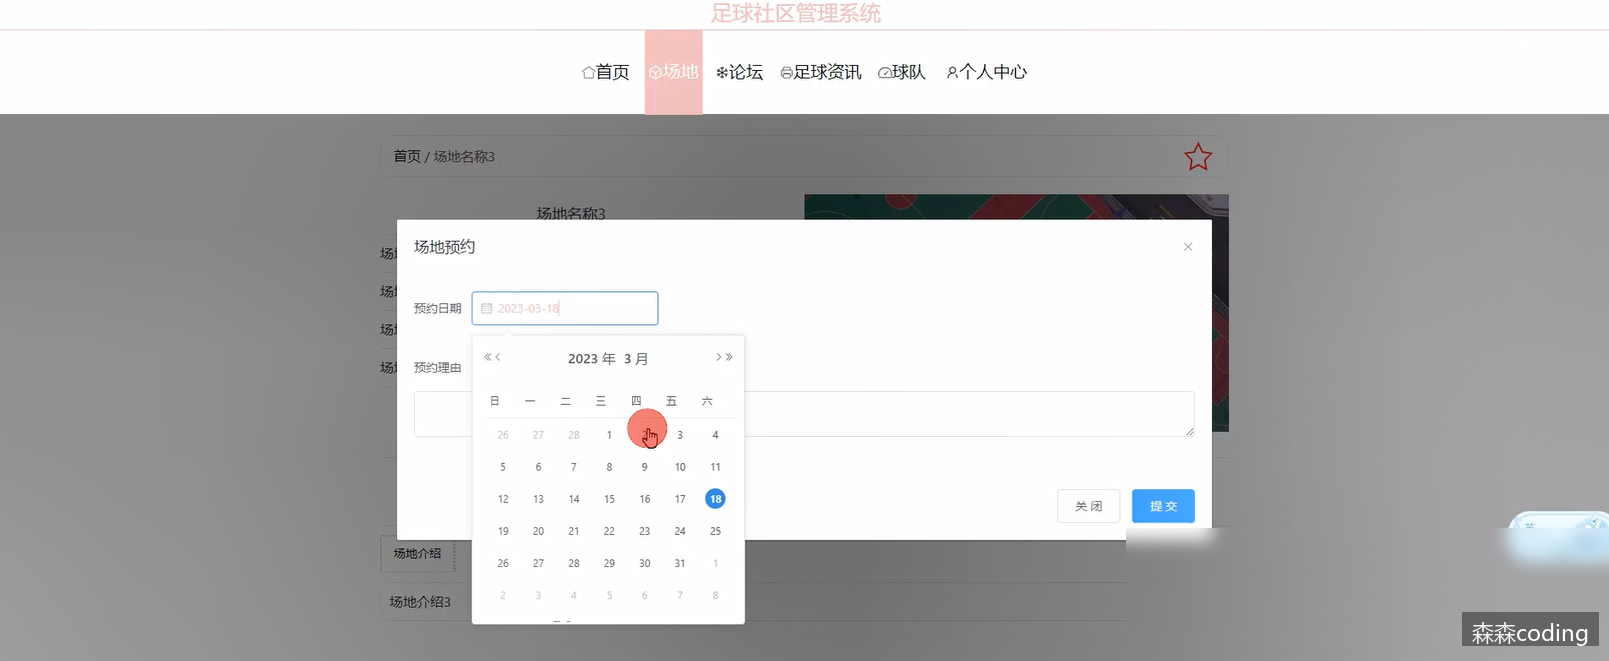 足球社区管理系统
首页 场地 论坛 足球资讯 球队 个人中心
首页 / 场地名称3
场地名称3
场地预约
场
场
场
场
预约日期 2023-03-18
2023 年 3 月
预约理由
日 一 二 三 四 五 六
26 27 28 1 2 3 4
5 6 7 8 9 10 11
12 13 14 15 16 17 18
19 20 21 22 23 24 25
26 27 28 29 30 31 1
2 3 4 5 6 7 8
关 闭 提 交
场地介绍
场地介绍3
森森coding